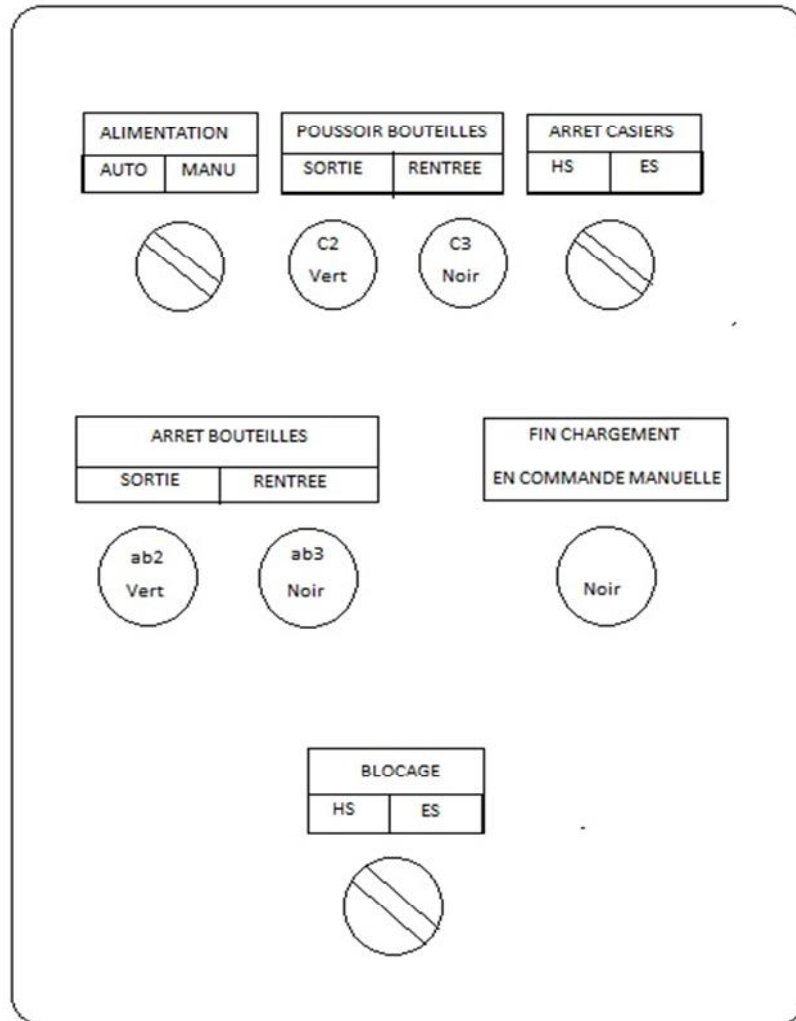 ALIMENTATION
AUTO MANU
POUSSOIR BOUTEILLES
SORTIE RENTREE
C2
Vert
C3
Noir
ARRET CASIERS
HS ES
ARRET BOUTEILLES
SORTIE RENTREE
ab2
Vert
ab3
Noir
FIN CHARGEMENT
EN COMMANDE MANUELLE
Noir
BLOCAGE
HS ES